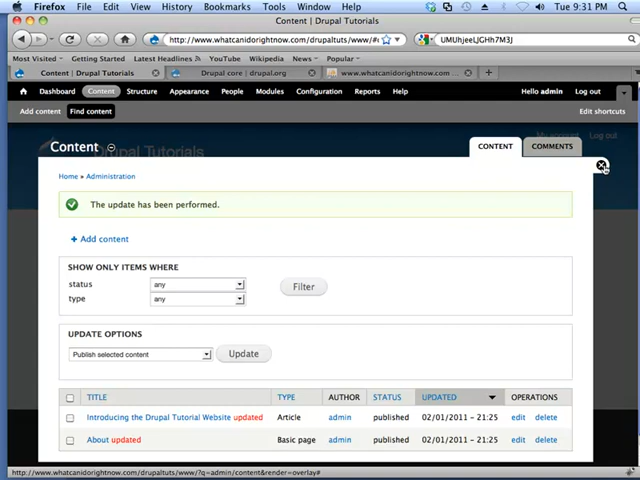 Firefox File Edit View History Bookmarks Tools Window Help Tue 9:31 PM
Content | Drupal Tutorials
http://www.whatcanidorightnow.com/drupaltuts/www/#
UMUhjeeLJGHh7M3J
Most Visited Getting Started Latest Headlines YouTube Wikipedia News Popular
Content | Drupal Tutorials Drupal core | drupal.org http://www.whatcanidorightnow.com
Dashboard Content Structure Appearance People Modules Configuration Reports Help Hello admin Log out
Add content Find content Edit shortcuts
My account Log out
Drupal Tutorials
Content CONTENT COMMENTS
Home » Administration
The update has been performed.
+ Add content
SHOW ONLY ITEMS WHERE
status any Filter
type any
UPDATE OPTIONS
Publish selected content Update
TITLE TYPE AUTHOR STATUS UPDATED OPERATIONS
Introducing the Drupal Tutorial Website updated Article admin published 02/01/2011 - 21:25 edit delete
About updated Basic page admin published 02/01/2011 - 21:25 edit delete
http://www.whatcanidorightnow.com/drupaltuts/www/?q=admin/content&render=overlay#